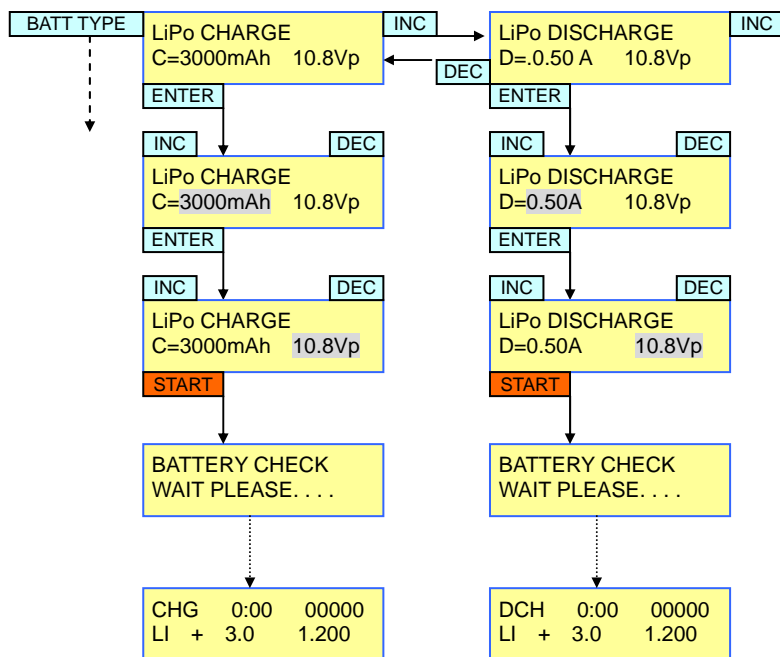 BATT TYPE
LiPo CHARGE
C=3000mAh 10.8Vp
INC
DEC
LiPo DISCHARGE
D=.0.50 A 10.8Vp
INC
ENTER
ENTER
INC DEC
LiPo CHARGE
C=3000mAh 10.8Vp
ENTER
INC DEC
LiPo DISCHARGE
D=0.50A 10.8Vp
ENTER
INC DEC
LiPo CHARGE
C=3000mAh 10.8Vp
START
INC DEC
LiPo DISCHARGE
D=0.50A 10.8Vp
START
BATTERY CHECK
WAIT PLEASE. . . .
BATTERY CHECK
WAIT PLEASE. . . .
CHG 0:00 00000
LI + 3.0 1.200
DCH 0:00 00000
LI + 3.0 1.200